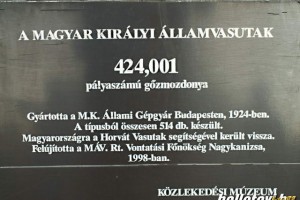 A MAGYAR KIRÁLYI ÁLLAMVASUTAK
424,001
pályaszámú gőzmozdonya
Gyártotta a M.K. Állami Gépgyár Budapesten, 1924-ben.
A típusból összesen 514 db. készült.
Magyarországra a Horvát Vasutak segítségével került vissza.
Felújította a MÁV. Rt. Vontatási Főnökség Nagykanizsa,
1998-ban.
KÖZLEKEDÉSI MÚZEUM